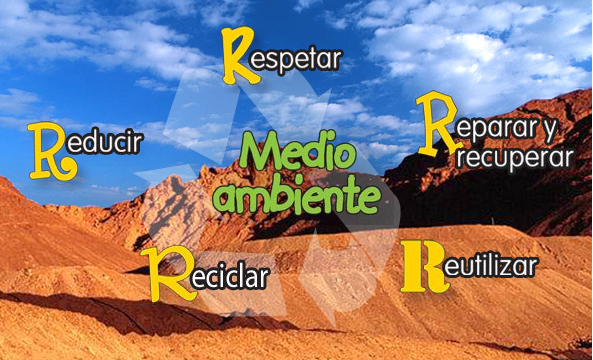 Respetar
Reducir
Reparar y
recuperar
Medio
ambiente
Reciclar
Reutilizar